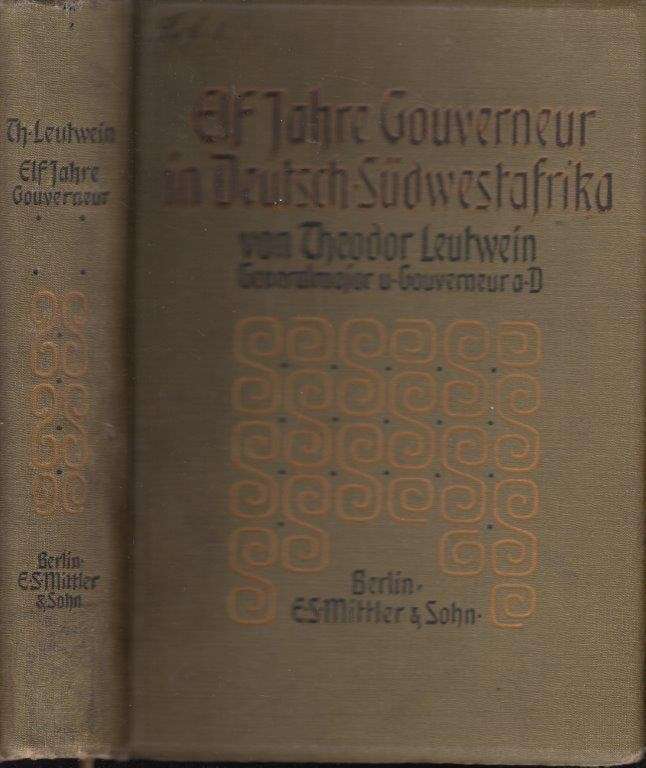 Th. Leutwein
Elf Jahre
Gouverneur
Berlin.
E.S. Mittler
& Sohn
Elf Jahre Gouverneur
in Deutsch-Südwestafrika
von Theodor Leutwein
Generalmajor u. Gouverneur a. D
Berlin.
E.S. Mittler & Sohn.